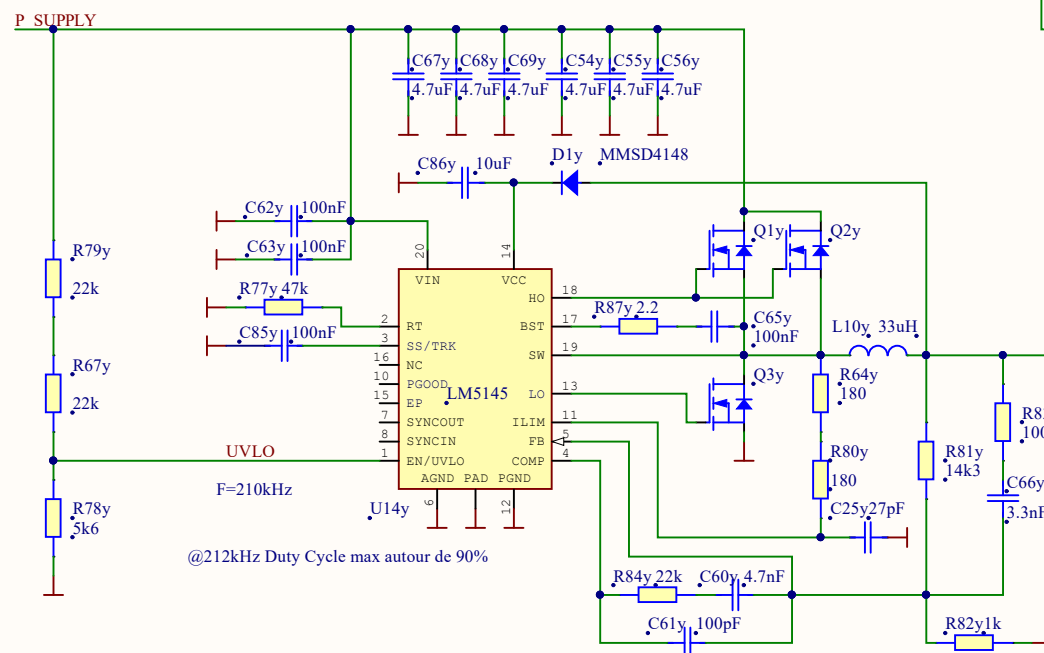 P_SUPPLY
C67y C68y C69y C54y C55y C56y
4.7uF 4.7uF 4.7uF 4.7uF 4.7uF 4.7uF
C86y 10uF D1y MMSD4148
C62y 100nF
C63y 100nF
R79y
22k
R77y 47k
C85y 100nF
R67y
22k
UVLO
F=210kHz
R78y
5k6
@212kHz Duty Cycle max autour de 90%
20 14
VIN VCC
HO 18
BST 17
2 RT
3 SS/TRK
SW 19
16 NC
10 PGOOD
LM5145
LO 13
15 EP
7 SYNCOUT
ILIM 11
8 SYNCIN
FB 5
1 EN/UVLO
COMP 4
AGND PAD PGND
6 12
U14y
Q1y Q2y
R87y 2.2
C65y
100nF
L10y 33uH
Q3y
R64y
180
R80y
180
C25y 27pF
R81y
14k3
C66y
R84y 22k C60y 4.7nF
C61y 100pF
R82y 1k